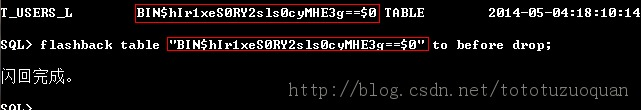 T_USERS_L        BIN$hIr1xeS0RY2sls0cyMHE3g==$0 TABLE        2014-05-04:18:10:14
SQL> flashback table "BIN$hIr1xeS0RY2sls0cyMHE3g==$0" to before drop;
闪回完成。
http://blog.csdn.net/tototuzuoquan
SQL>